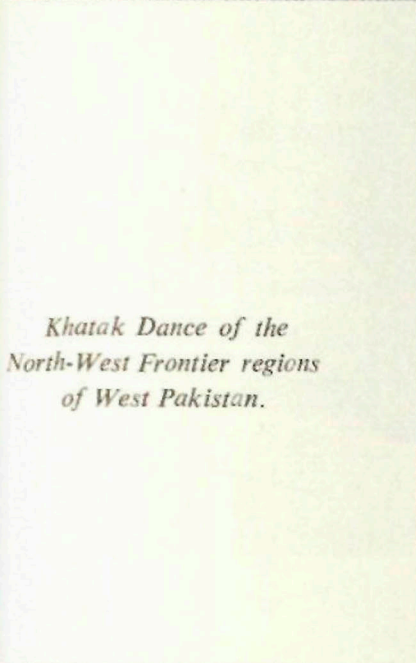 Khatak Dance of the
North-West Frontier regions
of West Pakistan.